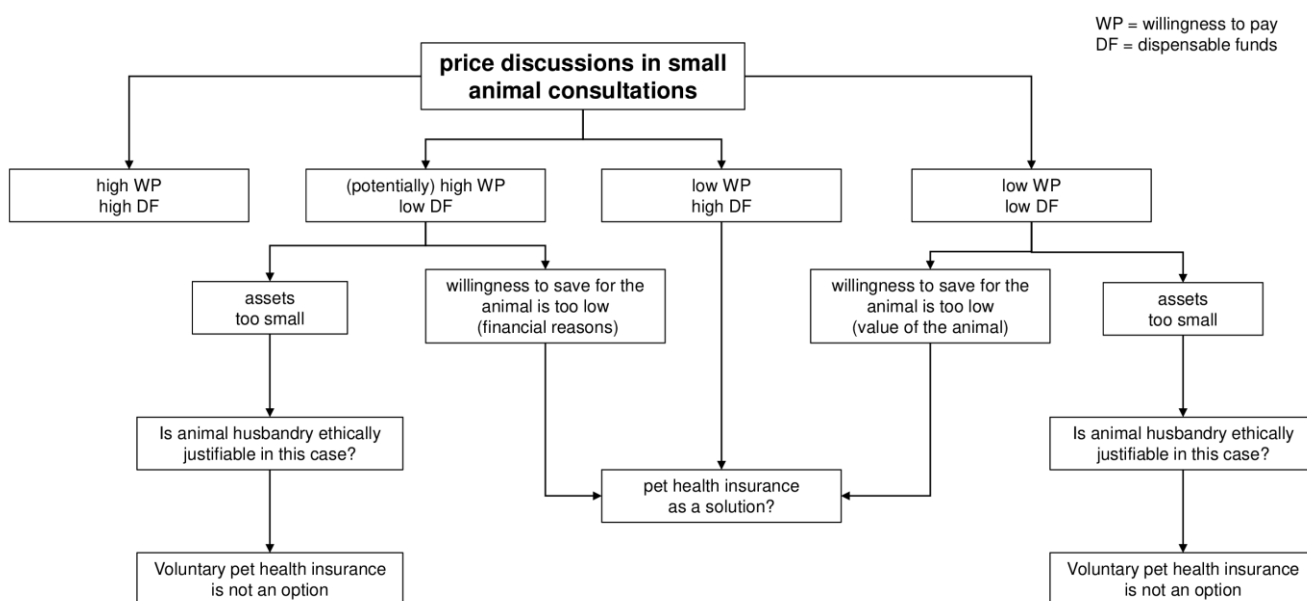 WP = willingness to pay
DF = dispensable funds
price discussions in small
animal consultations
high WP
high DF
(potentially) high WP
low DF
low WP
high DF
low WP
low DF
assets
too small
willingness to save for the
animal is too low
(financial reasons)
willingness to save for the
animal is too low
(value of the animal)
assets
too small
Is animal husbandry ethically
justifiable in this case?
pet health insurance
as a solution?
Is animal husbandry ethically
justifiable in this case?
Voluntary pet health insurance
is not an option
Voluntary pet health insurance
is not an option